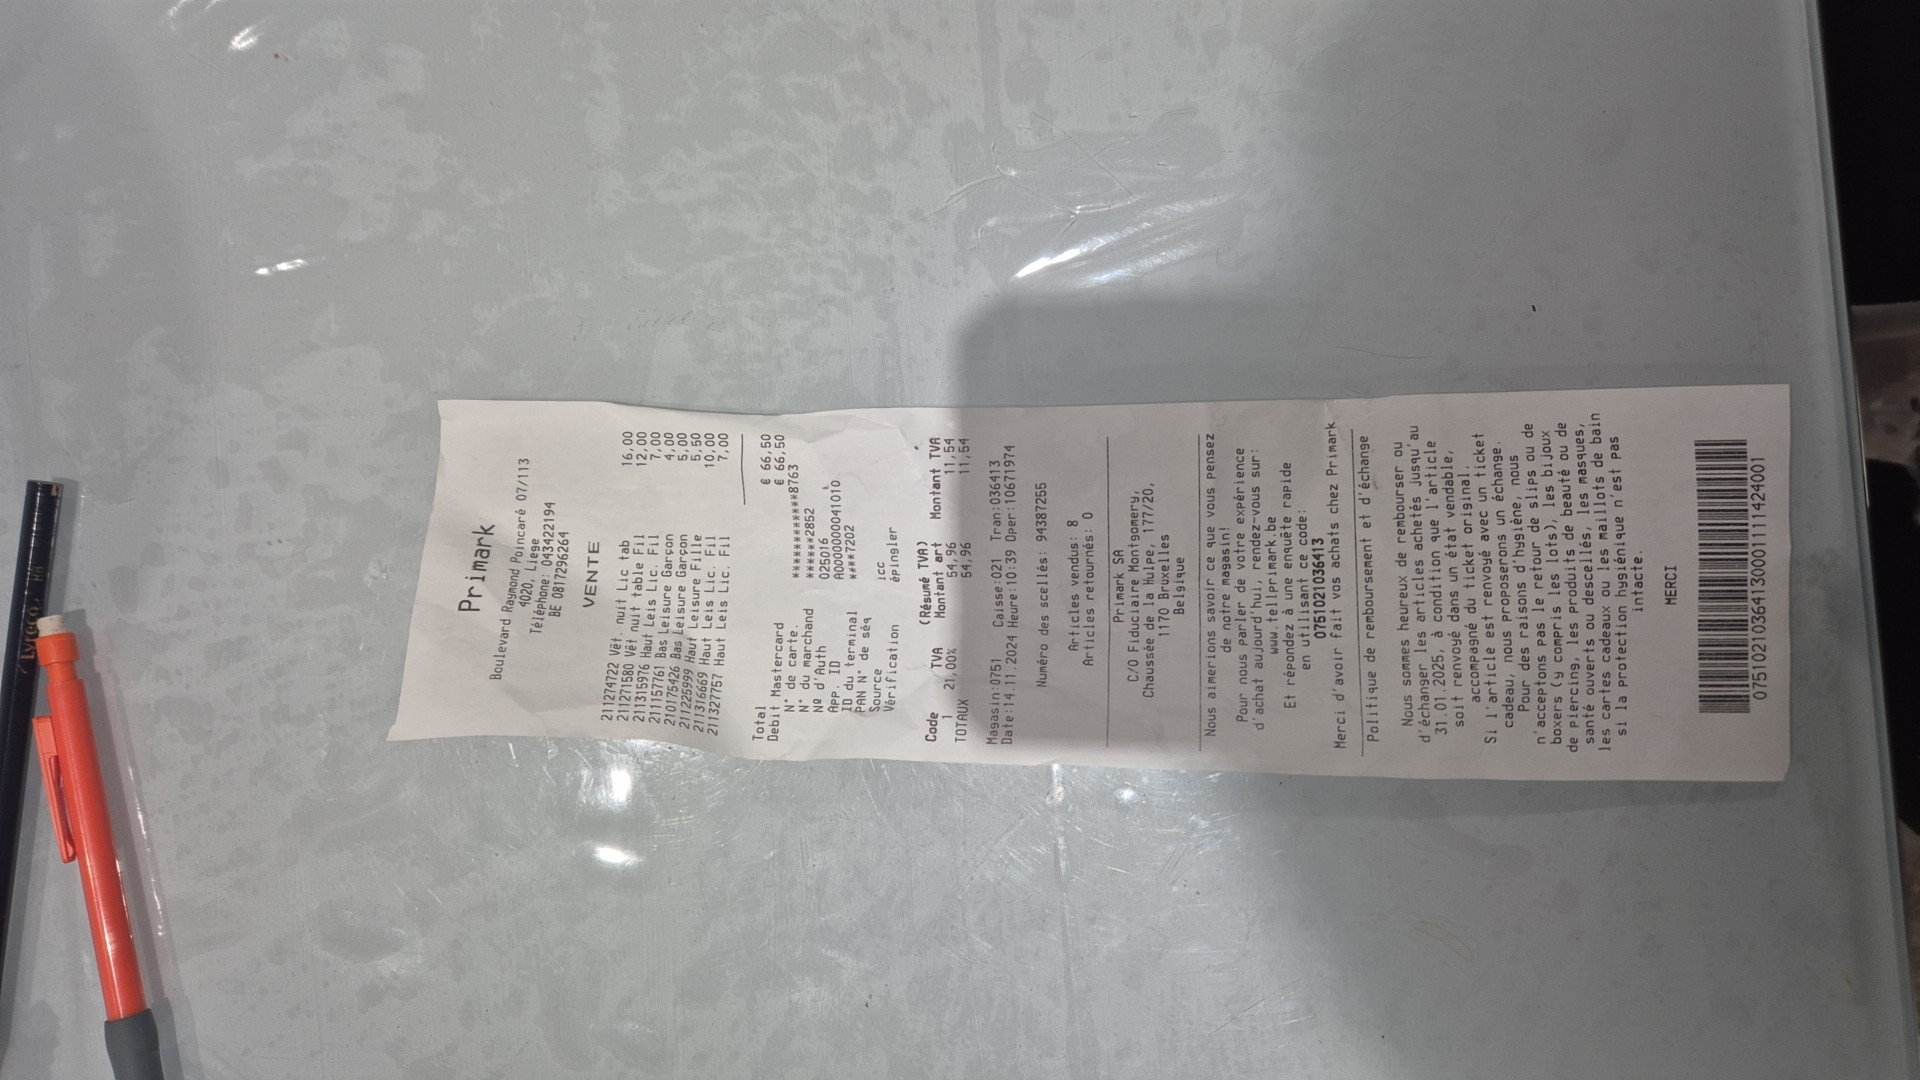 Primark
Boulevard Raymond Poincaré 07/113
4020, Liège
Téléphone: 043422194
BE 0817296264
VENTE
211274722 Vêt. nuit Lic tab 16,00
211271580 Vêt nuit table Fil 12,00
211315976 Haut Leis Lic. Fil 7,00
211157761 Bas Leisure Garçon 4,00
210175426 Bas Leisure Garçon 5,00
211225999 Haut Leisure Fille 5,50
211316669 Haut Leis Lic. Fil 10,00
211327757 Haut Leis Lic. Fil 7,00
Total € 66,50
Debit Mastercard € 66,50
N° de carte. ************8763
N° du marchand ******2852
Nº d'Auth 025016
App. ID A0000000041010
ID du terminal ****7202
PAN N° de séq
Source icc
Vérification épingler
(Résumé TVA)
Code TVA Montant art Montant TVA
1 21,00% 54,96 11,54
TOTAUX 54,96 11,54
Magasin:0751 Caisse:021 Tran:036413
Date:14.11.2024 Heure:10:39 Oper:10671974
Numéro des scellés: 94387255
Articles vendus: 8
Articles retournés: 0
Primark SA
C/O Fiduciaire Montgomery,
Chaussée de la Hulpe, 177/20,
1170 Bruxelles
Belgique
Nous aimerions savoir ce que vous pensez
de notre magasin!
Pour nous parler de votre expérience
d'achat aujourd'hui, rendez-vous sur:
www.tellprimark.be
Et répondez à une enquête rapide
en utilisant ce code:
0751021036413
Merci d'avoir fait vos achats chez Primark
Politique de remboursement et d'échange
Nous sommes heureux de rembourser ou
d'échanger les articles achetés jusqu'au
31.01.2025, à condition que l'article
soit renvoyé dans un état vendable,
accompagné du ticket original.
Si l'article est renvoyé avec un ticket
cadeau, nous proposerons un échange.
Pour des raisons d'hygiène, nous
n'acceptons pas le retour de slips ou de
boxers (y compris les lots), les bijoux
de piercing, les produits de beauté ou de
santé ouverts ou descellés, les masques,
les cartes cadeaux ou les maillots de bain
si la protection hygiénique n'est pas
intacte.
MERCI
07510210364130001111424001
Lyreco